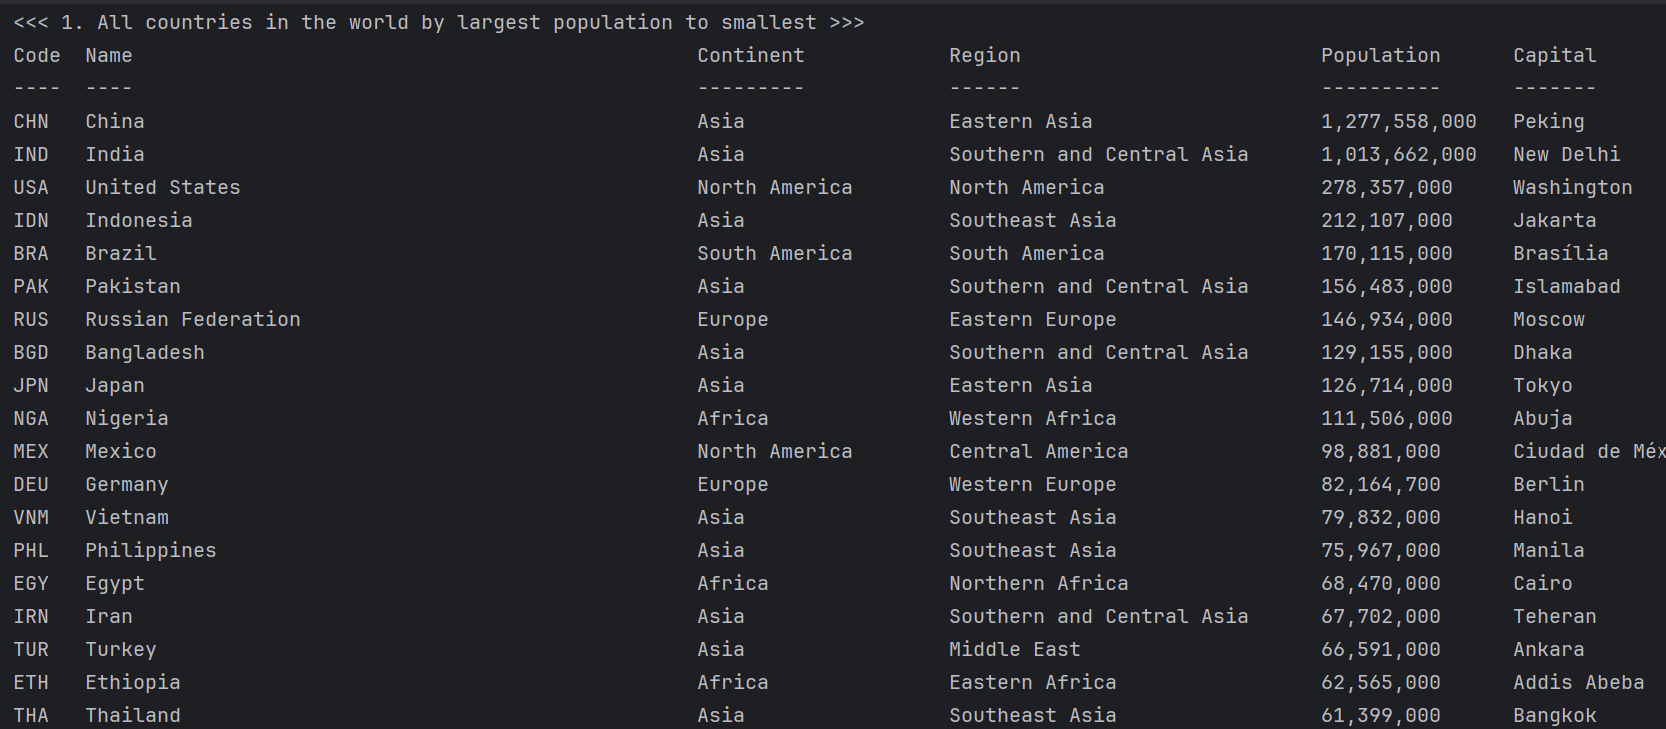 <<< 1. All countries in the world by largest population to smallest >>>
Code Name Continent Region Population Capital
---- ---- --------- ------ ---------- -------
CHN China Asia Eastern Asia 1,277,558,000 Peking
IND India Asia Southern and Central Asia 1,013,662,000 New Delhi
USA United States North America North America 278,357,000 Washington
IDN Indonesia Asia Southeast Asia 212,107,000 Jakarta
BRA Brazil South America South America 170,115,000 Brasília
PAK Pakistan Asia Southern and Central Asia 156,483,000 Islamabad
RUS Russian Federation Europe Eastern Europe 146,934,000 Moscow
BGD Bangladesh Asia Southern and Central Asia 129,155,000 Dhaka
JPN Japan Asia Eastern Asia 126,714,000 Tokyo
NGA Nigeria Africa Western Africa 111,506,000 Abuja
MEX Mexico North America Central America 98,881,000 Ciudad de Méx
DEU Germany Europe Western Europe 82,164,700 Berlin
VNM Vietnam Asia Southeast Asia 79,832,000 Hanoi
PHL Philippines Asia Southeast Asia 75,967,000 Manila
EGY Egypt Africa Northern Africa 68,470,000 Cairo
IRN Iran Asia Southern and Central Asia 67,702,000 Teheran
TUR Turkey Asia Middle East 66,591,000 Ankara
ETH Ethiopia Africa Eastern Africa 62,565,000 Addis Abeba
THA Thailand Asia Southeast Asia 61,399,000 Bangkok